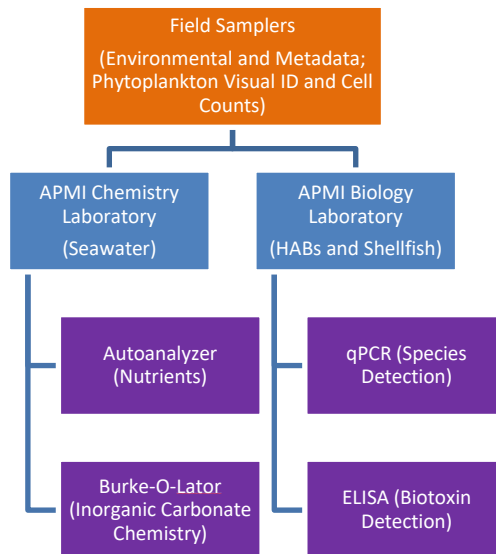 Field Samplers
(Environmental and Metadata;
Phytoplankton Visual ID and Cell
Counts)
APMI Chemistry
Laboratory
(Seawater)
APMI Biology
Laboratory
(HABs and Shellfish)
Autoanalyzer
(Nutrients)
qPCR (Species
Detection)
Burke-O-Lator
(Inorganic Carbonate
Chemistry)
ELISA (Biotoxin
Detection)